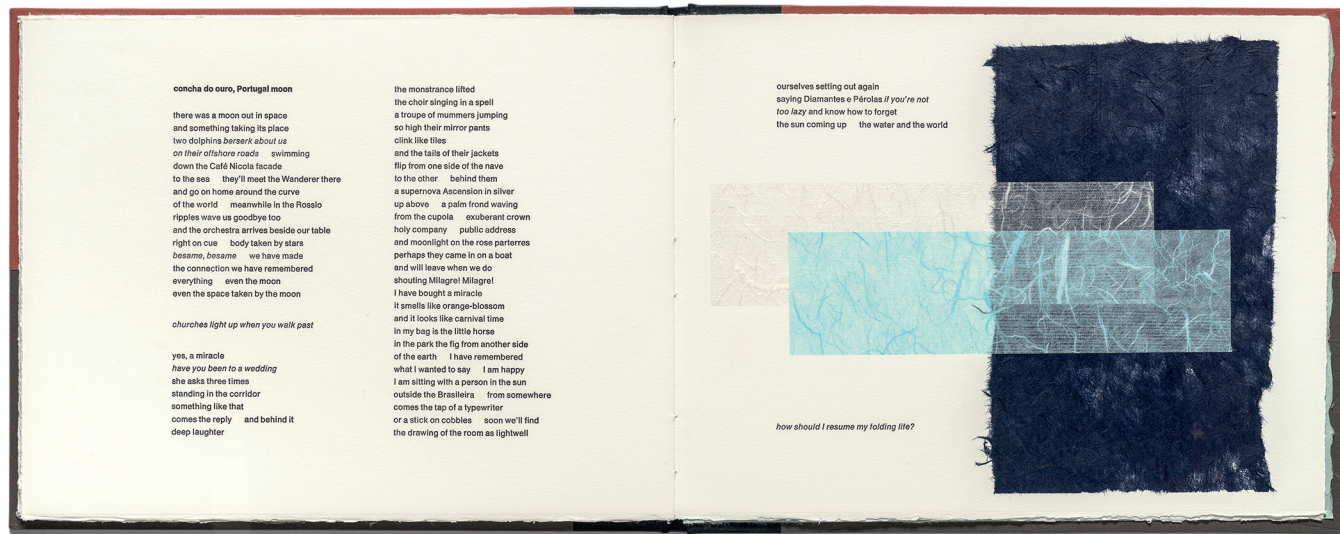 concha do ouro, Portugal moon
there was a moon out in space
and something taking its place
two dolphins berserk about us
on their offshore roads swimming
down the Café Nicola facade
to the sea they'll meet the Wanderer there
and go on home around the curve
of the world meanwhile in the Rossio
ripples wave us goodbye too
and the orchestra arrives beside our table
right on cue body taken by stars
besame, besame we have made
the connection we have remembered
everything even the moon
even the space taken by the moon
churches light up when you walk past
yes, a miracle
have you been to a wedding
she asks three times
standing in the corridor
something like that
comes the reply and behind it
deep laughter
the monstrance lifted
the choir singing in a spell
a troupe of mummers jumping
so high their mirror pants
clink like tiles
and the tails of their jackets
flip from one side of the nave
to the other behind them
a supernova Ascension in silver
up above a palm frond waving
from the cupola exuberant crown
holy company public address
and moonlight on the rose parterres
perhaps they came in on a boat
and will leave when we do
shouting Milagre! Milagre!
I have bought a miracle
it smells like orange-blossom
and it looks like carnival time
in my bag is the little horse
in the park the fig from another side
of the earth I have remembered
what I wanted to say I am happy
I am sitting with a person in the sun
outside the Brasileira from somewhere
comes the tap of a typewriter
or a stick on cobbles soon we'll find
the drawing of the room as lightwell
ourselves setting out again
saying Diamantes e Pérolas if you're not
too lazy and know how to forget
the sun coming up the water and the world
how should I resume my folding life?